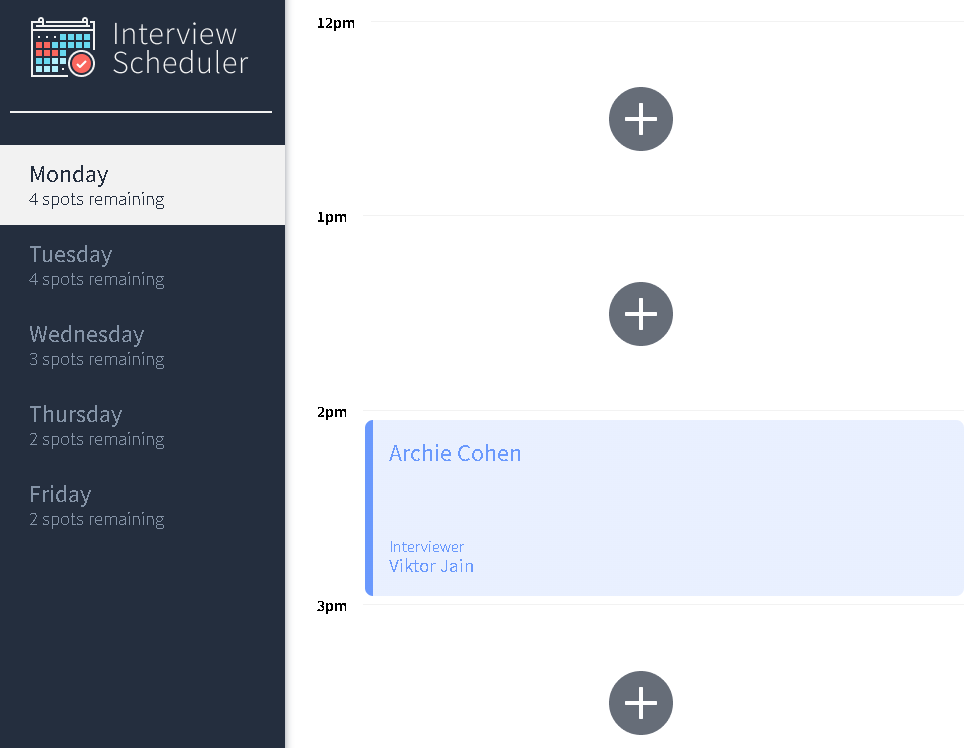 Interview
Scheduler
Monday
4 spots remaining
Tuesday
4 spots remaining
Wednesday
3 spots remaining
Thursday
2 spots remaining
Friday
2 spots remaining
12pm
1pm
2pm
Archie Cohen
Interviewer
Viktor Jain
3pm